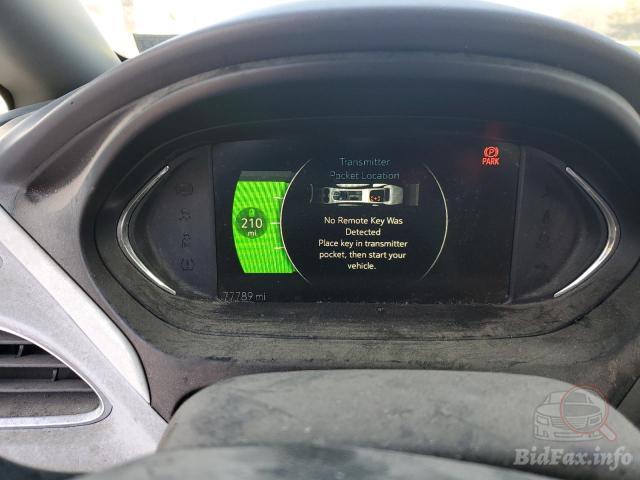 Transmitter
Pocket Location
PARK
210
mi
No Remote Key Was
Detected
Place key in transmitter
pocket, then start your
vehicle.
77789 mi
BidFax.info